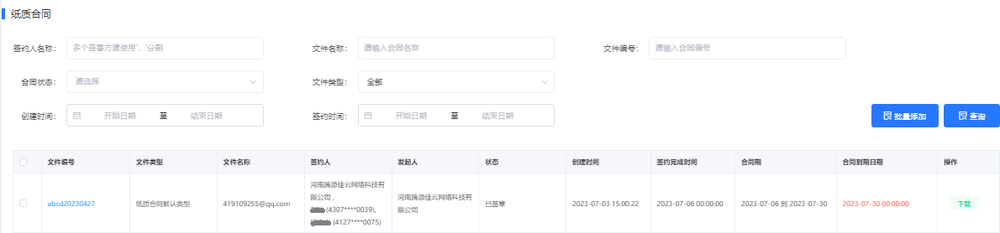 纸质合同
签约人名称： 多个签署方请使用'，'分割 文件名称： 请输入合同名称 文件编号： 请输入合同编号
合同状态： 请选择 文件类型： 全部
创建时间： 开始日期 至 结束日期 签约时间： 开始日期 至 结束日期 批量添加 查询
文件编号 文件类型 文件名称 签约人 发起人 状态 创建时间 签约完成时间 合同期 合同到期日期 操作
abcd20230427 纸质合同默认类型 419109255@qq.com
河南腾源佳云网络科技有
限公司 ,
(4307****0039),
(4127****0075)
河南腾源佳云网络科技有
限公司
已签章 2023-07-03 15:00:22 2023-07-06 00:00:00 2023-07-06 到 2023-07-30 2023-07-30 00:00:00 下载